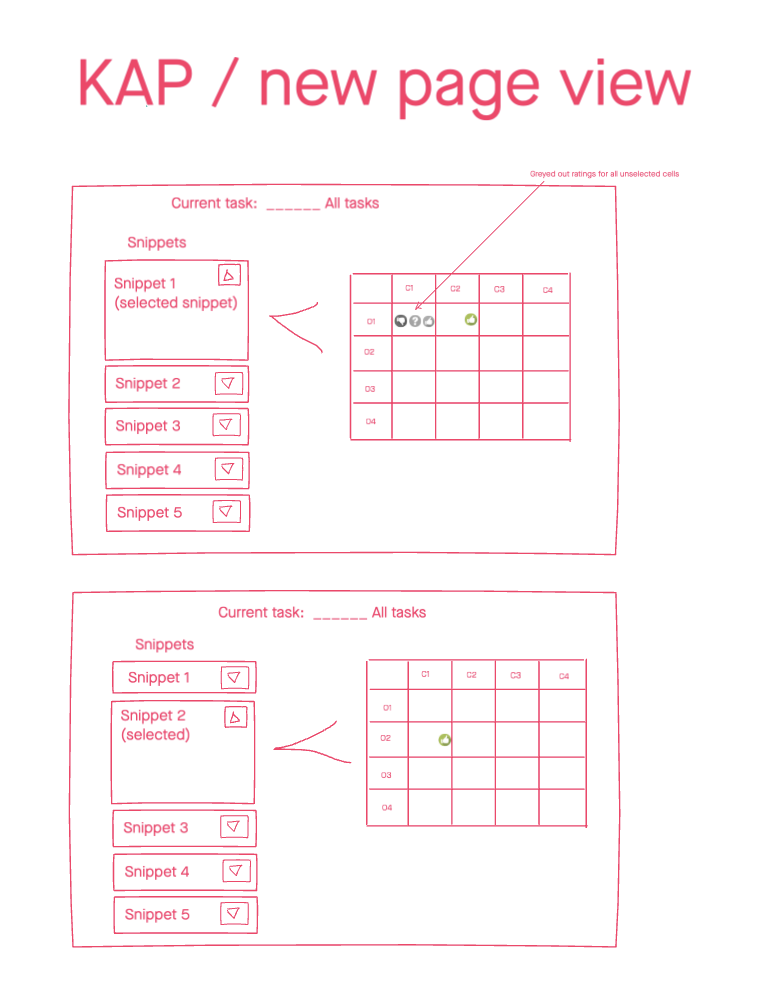 KAP / new page view
Greyed out ratings for all unselected cells
Current task: ______ All tasks
Snippets
Snippet 1
(selected snippet)
Snippet 2
Snippet 3
Snippet 4
Snippet 5
C1 C2 C3 C4
O1 ?
O2
O3
O4
Current task: ______ All tasks
Snippets
Snippet 1
Snippet 2
(selected)
Snippet 3
Snippet 4
Snippet 5
C1 C2 C3 C4
O1
O2
O3
O4